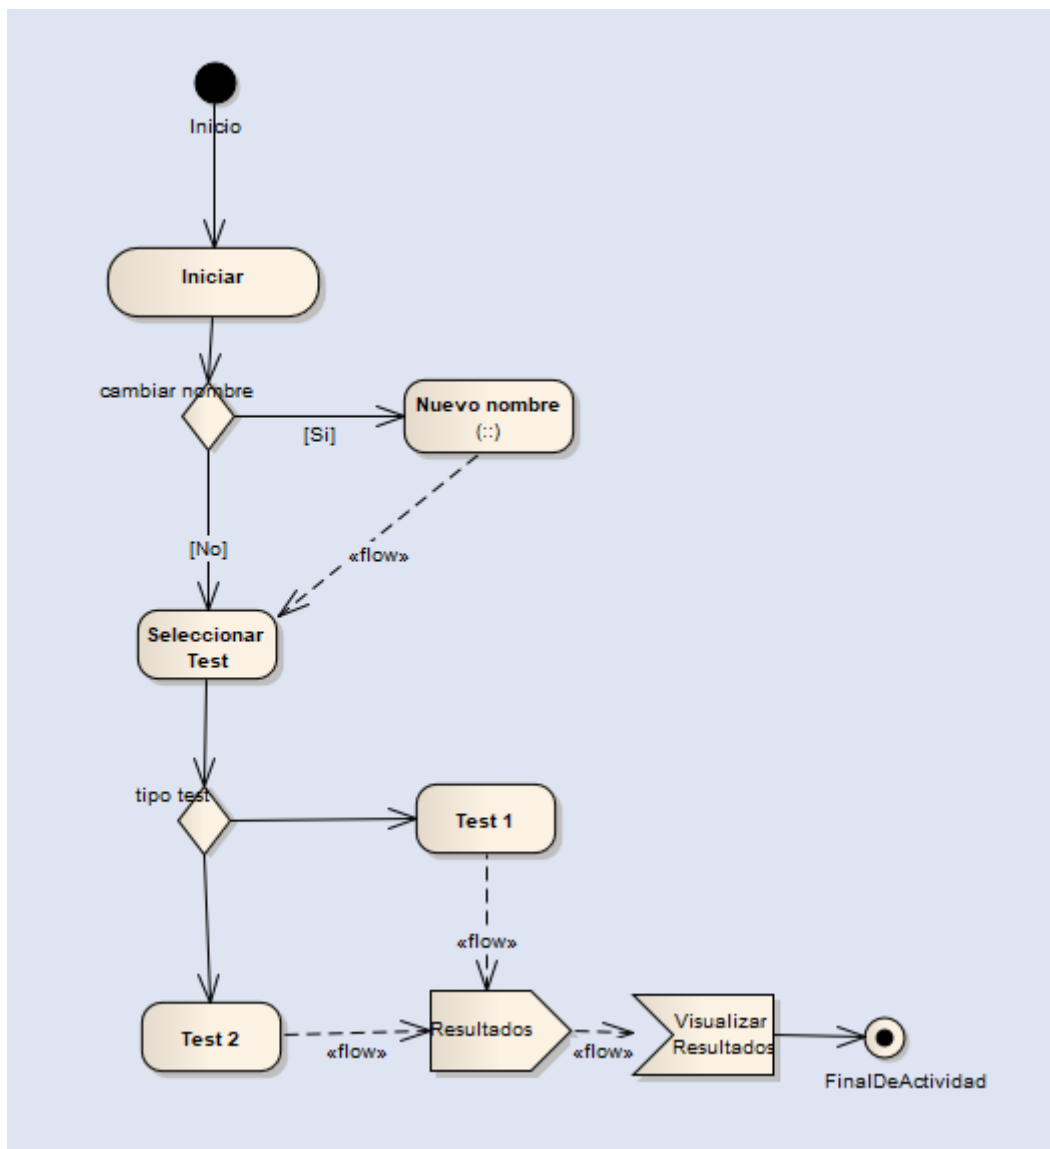 Inicio
Iniciar
cambiar nombre
Nuevo nombre
(::)
[Si]
[No]
«flow»
Seleccionar
Test
tipo test
Test 1
«flow»
Test 2
«flow»
Resultados
«flow»
Visualizar
Resultados
FinalDeActividad